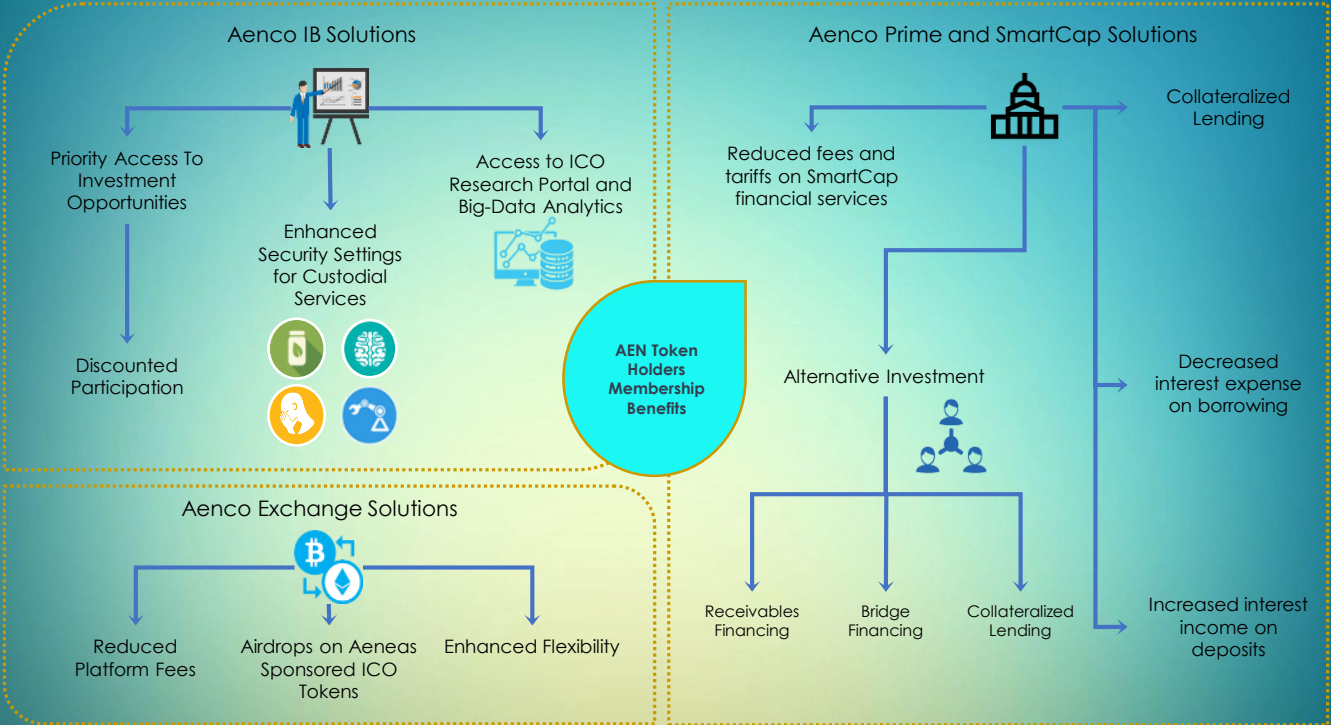 Aenco IB Solutions
Priority Access To
Investment
Opportunities
Discounted
Participation
Enhanced
Security Settings
for Custodial
Services
Access to ICO
Research Portal and
Big-Data Analytics
AEN Token
Holders
Membership
Benefits
Aenco Exchange Solutions
Reduced
Platform Fees
Airdrops on Aeneas
Sponsored ICO
Tokens
Enhanced Flexibility
Aenco Prime and SmartCap Solutions
Reduced fees and
tariffs on SmartCap
financial services
Alternative Investment
Receivables
Financing
Bridge
Financing
Collateralized
Lending
Collateralized
Lending
Decreased
interest expense
on borrowing
Increased interest
income on
deposits